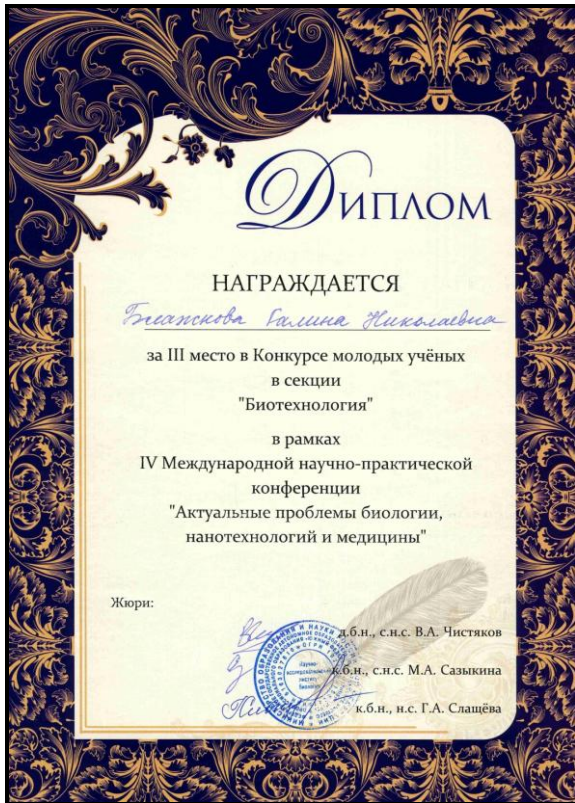 Диплом
НАГРАЖДАЕТСЯ
Галина Николаевна
за III место в Конкурсе молодых учёных
в секции
"Биотехнология"
в рамках
IV Международной научно-практической
конференции
"Актуальные проблемы биологии,
нанотехнологий и медицины"
Жюри:
д.б.н., с.н.с. В.А. Чистяков
к.б.н., с.н.с. М.А. Сазыкина
к.б.н., н.с. Г.А. Слащёва